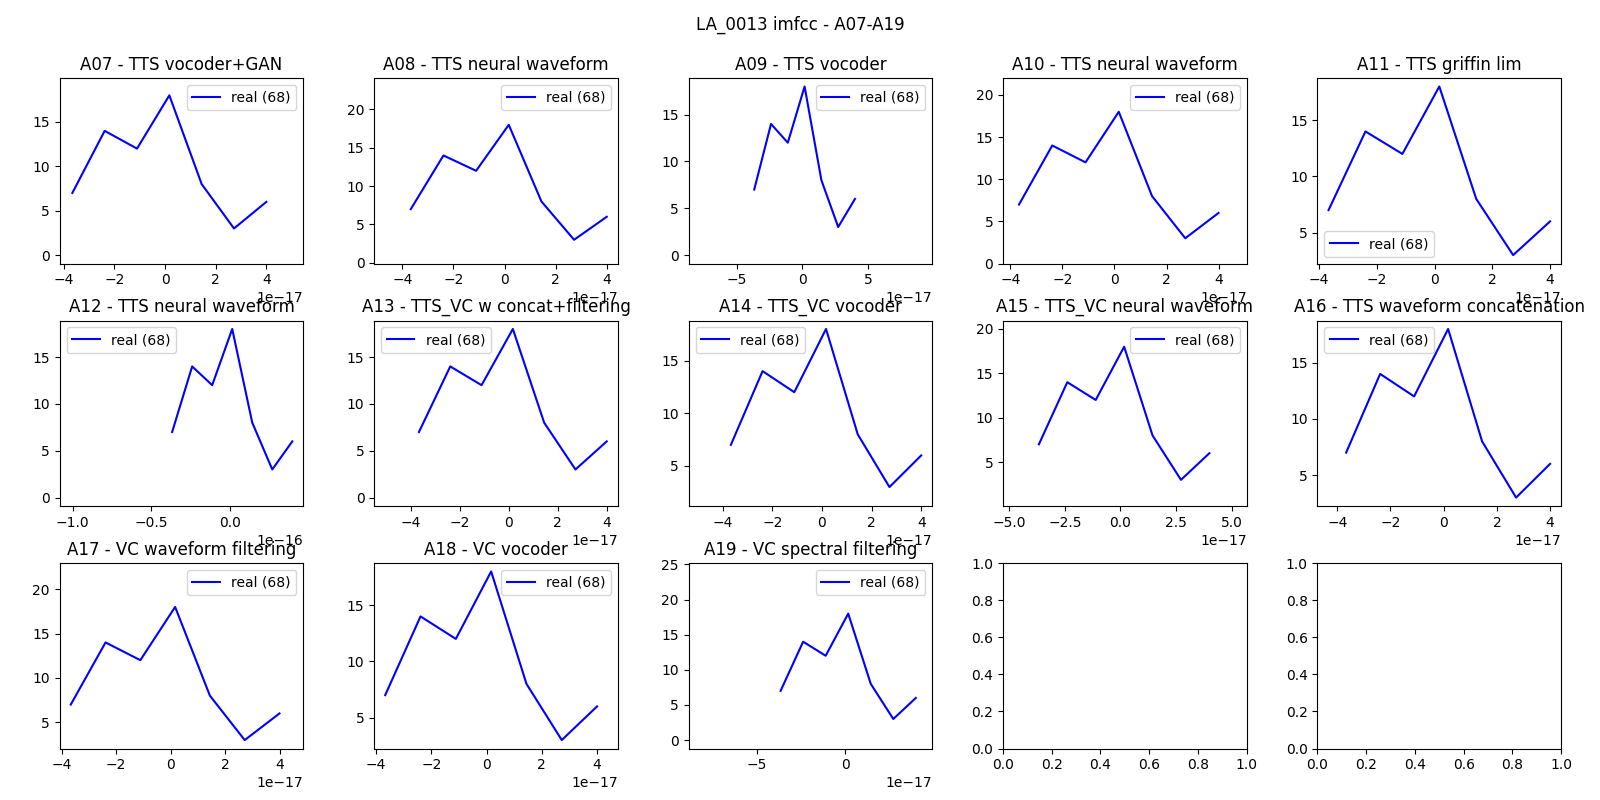 LA_0013 imfcc - A07-A19
A07 - TTS vocoder+GAN
A08 - TTS neural waveform
A09 - TTS vocoder
A10 - TTS neural waveform
A11 - TTS griffin lim
real (68)
real (68)
real (68)
real (68)
real (68)
15
10
5
0
−4 −2 0 2 4
1e−17
20
15
10
5
0
−4 −2 0 2 4
1e−17
15
10
5
0
−5 0 5
1e−17
20
15
10
5
0
−4 −2 0 2 4
1e−17
15
10
5
−4 −2 0 2 4
1e−17
A12 - TTS neural waveform
A13 - TTS_VC w concat+filtering
A14 - TTS_VC vocoder
A15 - TTS_VC neural waveform
A16 - TTS waveform concatenation
real (68)
real (68)
real (68)
real (68)
real (68)
15
10
5
0
−1.0 −0.5 0.0
1e−16
15
10
5
0
−4 −2 0 2 4
1e−17
15
10
5
−4 −2 0 2 4
1e−17
20
15
10
5
−5.0 −2.5 0.0 2.5 5.0
1e−17
15
10
5
−4 −2 0 2 4
1e−17
A17 - VC waveform filtering
A18 - VC vocoder
A19 - VC spectral filtering
real (68)
real (68)
real (68)
20
15
10
5
−4 −2 0 2 4
1e−17
15
10
5
−4 −2 0 2 4
1e−17
25
20
15
10
5
0
−5 0
1e−17
1.0
0.8
0.6
0.4
0.2
0.0
0.0 0.2 0.4 0.6 0.8 1.0
1.0
0.8
0.6
0.4
0.2
0.0
0.0 0.2 0.4 0.6 0.8 1.0